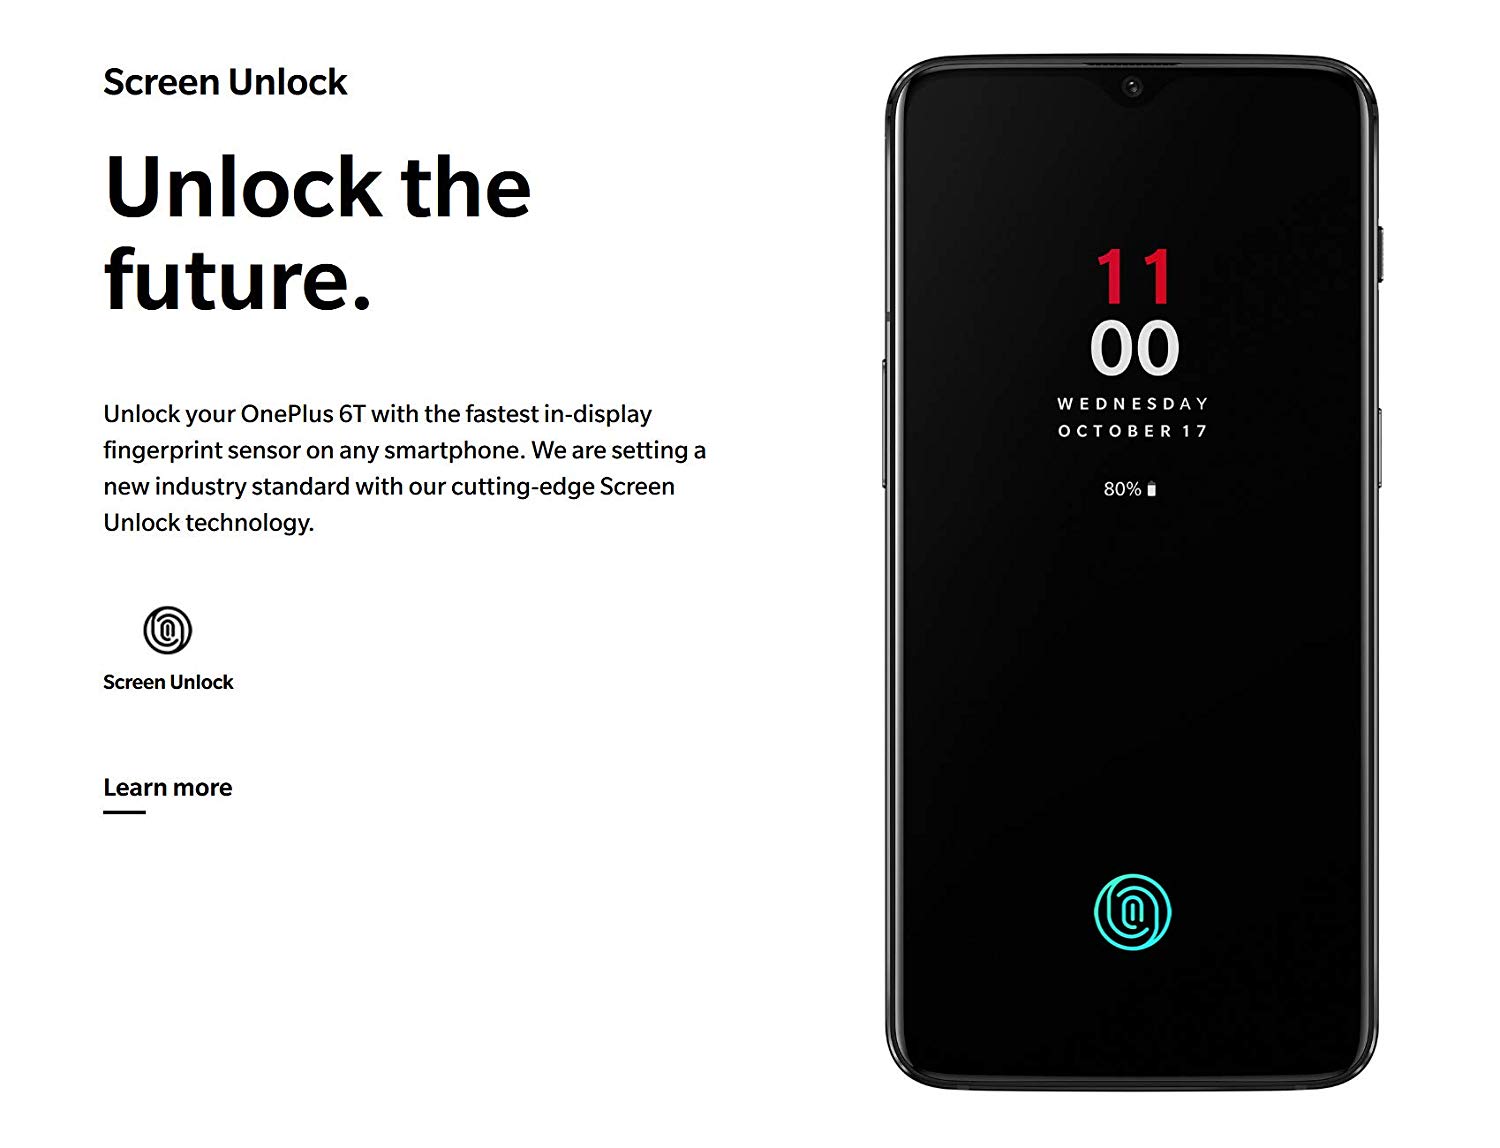 Screen Unlock
Unlock the
future.
Unlock your OnePlus 6T with the fastest in-display
fingerprint sensor on any smartphone. We are setting a
new industry standard with our cutting-edge Screen
Unlock technology.
Screen Unlock
Learn more
11
00
WEDNESDAY
OCTOBER 17
80%